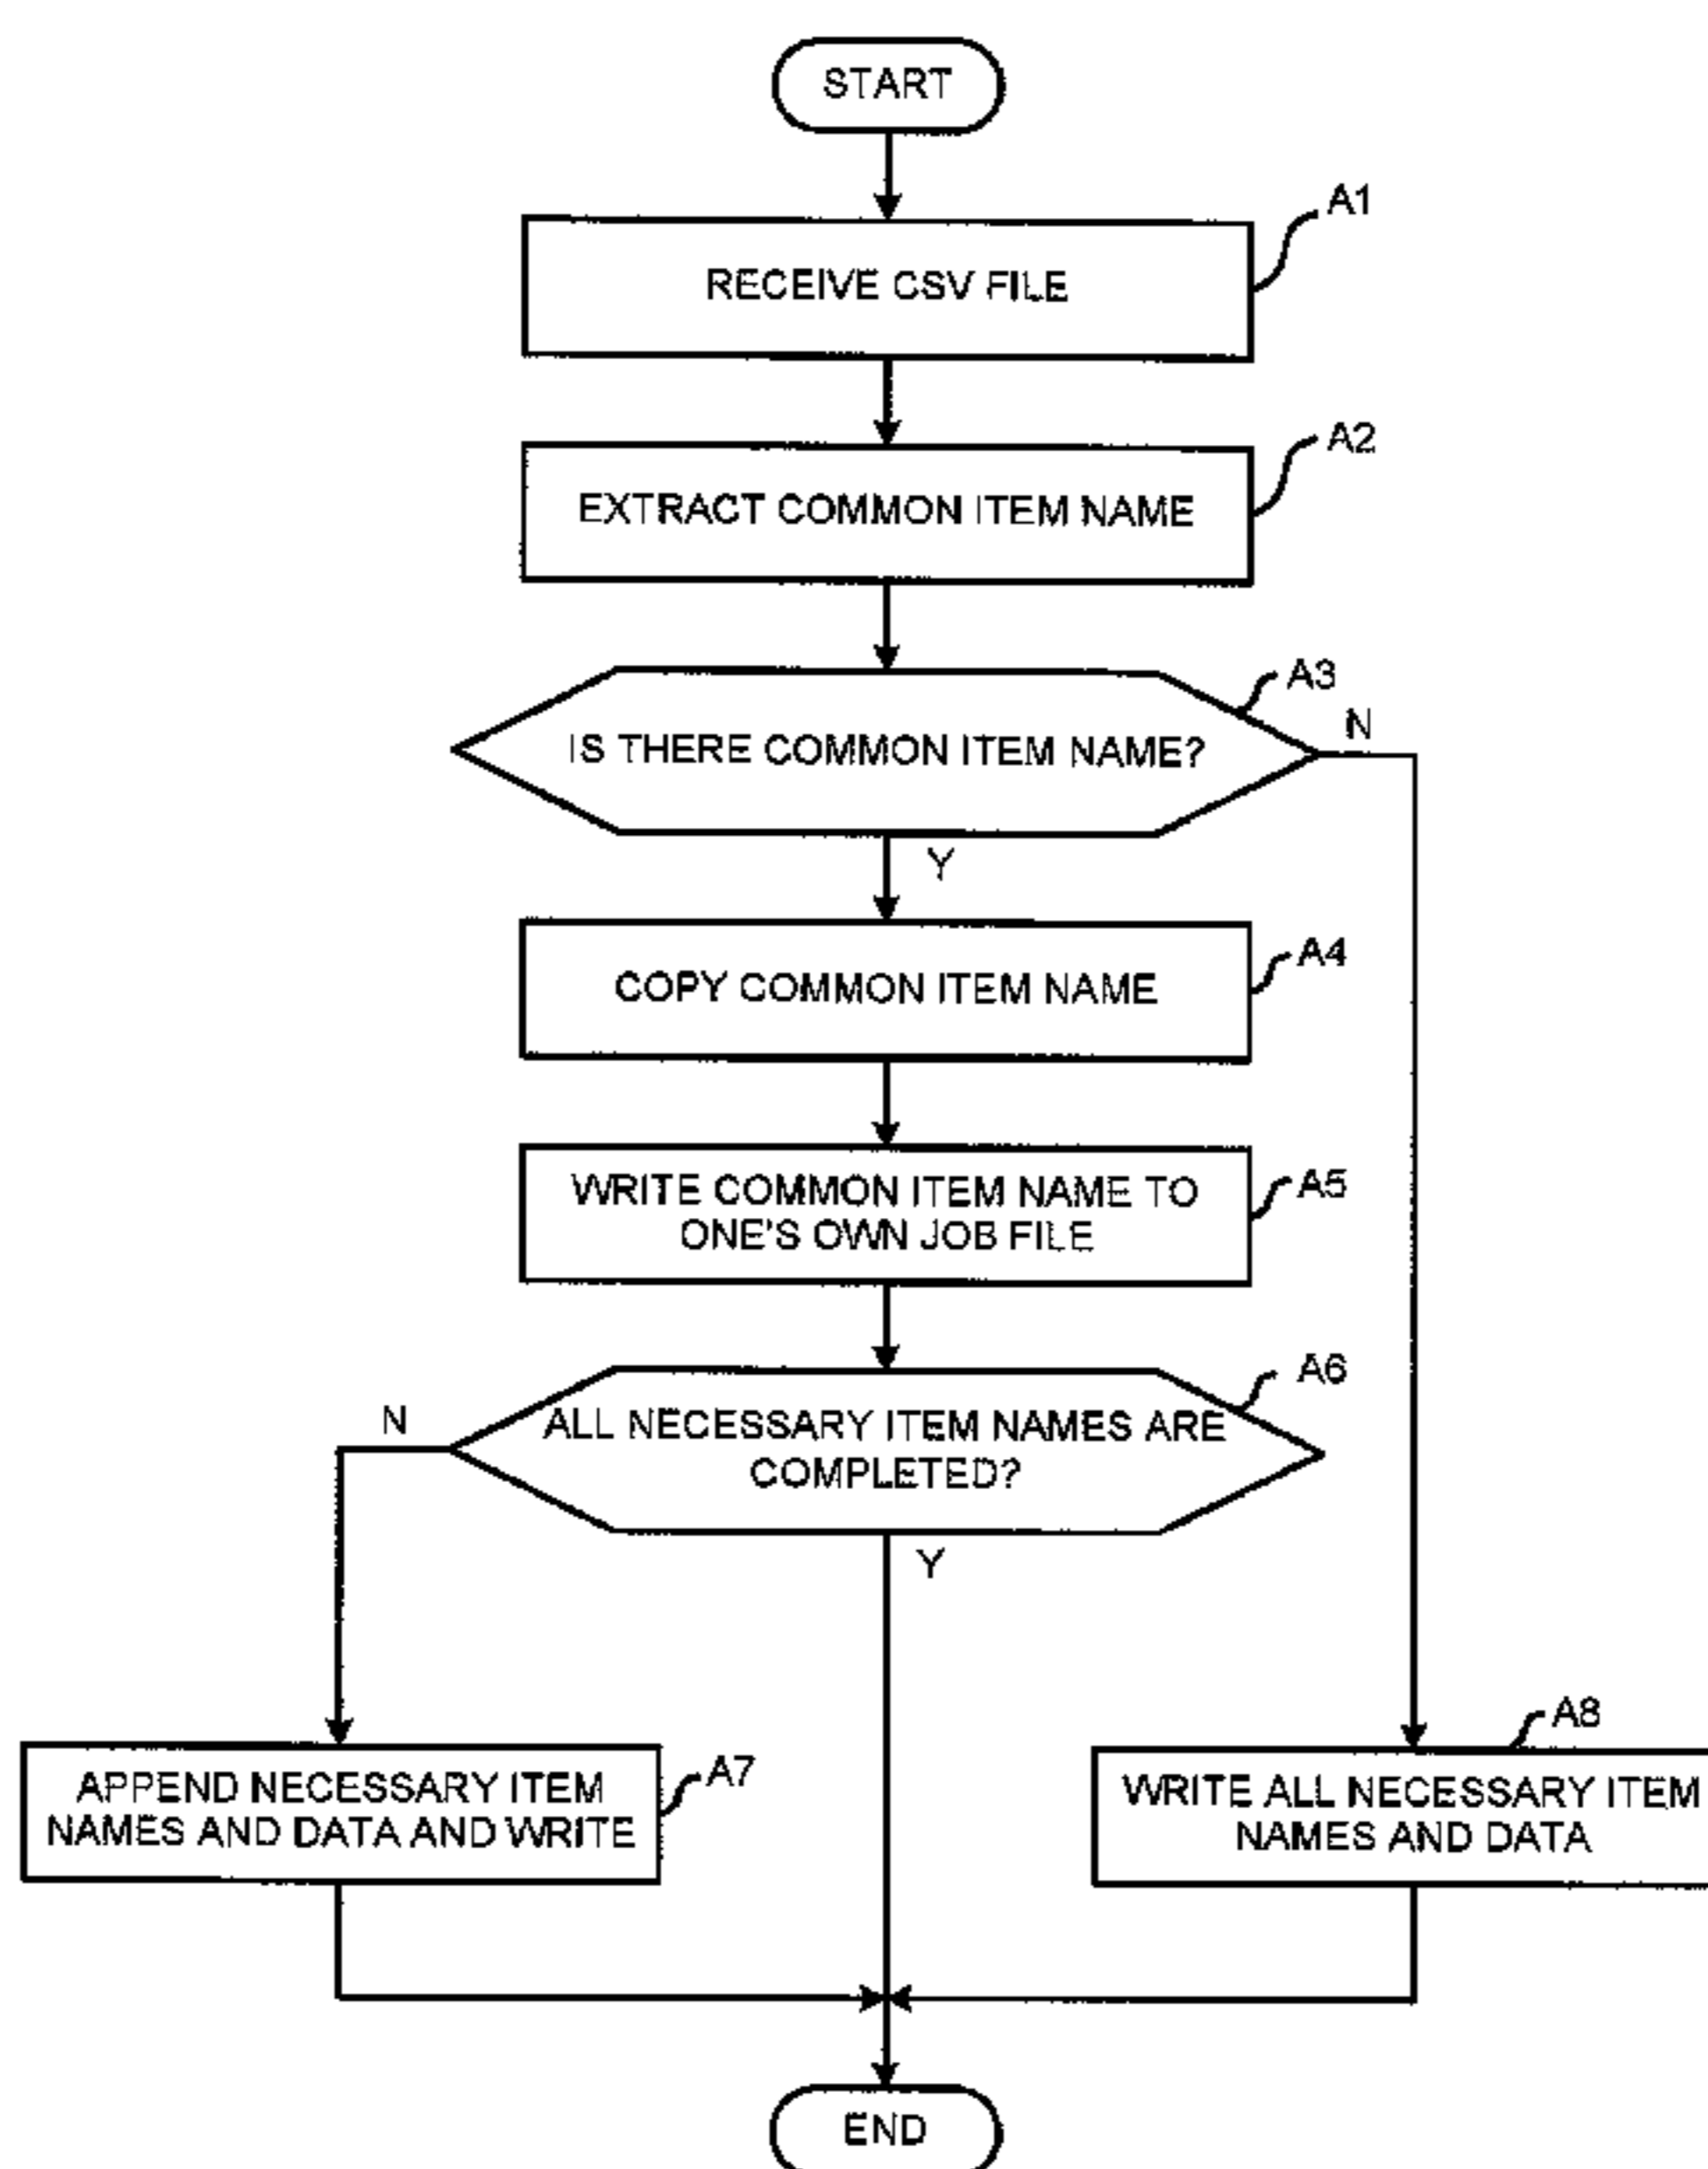 START
A1
RECEIVE CSV FILE
A2
EXTRACT COMMON ITEM NAME
A3
IS THERE COMMON ITEM NAME?
N
Y
A4
COPY COMMON ITEM NAME
A5
WRITE COMMON ITEM NAME TO
ONE'S OWN JOB FILE
A6
ALL NECESSARY ITEM NAMES ARE
COMPLETED?
N
Y
A7
APPEND NECESSARY ITEM
NAMES AND DATA AND WRITE
A8
WRITE ALL NECESSARY ITEM
NAMES AND DATA
END